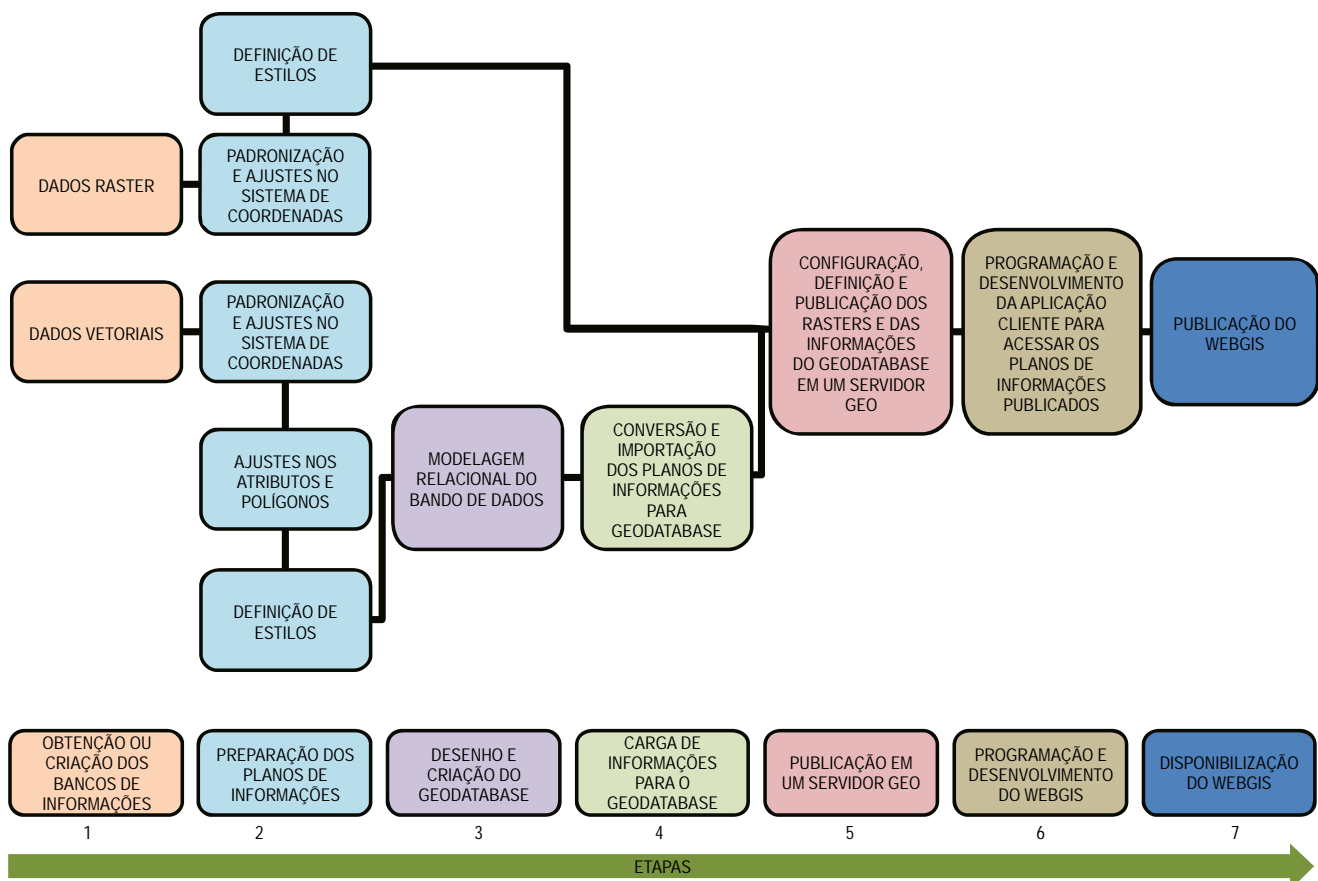 DEFINIÇÃO DE
ESTILOS
DADOS RASTER
PADRONIZAÇÃO
E AJUSTES NO
SISTEMA DE
COORDENADAS
DADOS VETORIAIS
PADRONIZAÇÃO
E AJUSTES NO
SISTEMA DE
COORDENADAS
AJUSTES NOS
ATRIBUTOS E
POLÍGONOS
DEFINIÇÃO DE
ESTILOS
MODELAGEM
RELACIONAL DO
BANDO DE DADOS
CONVERSÃO E
IMPORTAÇÃO
DOS PLANOS DE
INFORMAÇÕES
PARA
GEODATABASE
CONFIGURAÇÃO,
DEFINIÇÃO E
PUBLICAÇÃO DOS
RASTERS E DAS
INFORMAÇÕES
DO GEODATABASE
EM UM SERVIDOR
GEO
PROGRAMAÇÃO E
DESENVOLVIMENTO
DA APLICAÇÃO
CLIENTE PARA
ACESSAR OS
PLANOS DE
INFORMAÇÕES
PUBLICADOS
PUBLICAÇÃO DO
WEBGIS
OBTENÇÃO OU
CRIAÇÃO DOS
BANCOS DE
INFORMAÇÕES
PREPARAÇÃO DOS
PLANOS DE
INFORMAÇÕES
DESENHO E
CRIAÇÃO DO
GEODATABASE
CARGA DE
INFORMAÇÕES
PARA O
GEODATABASE
PUBLICAÇÃO EM
UM SERVIDOR GEO
PROGRAMAÇÃO E
DESENVOLVIMENTO
DO WEBGIS
DISPONIBILIZAÇÃO
DO WEBGIS
1 2 3 4 5 6 7
ETAPAS